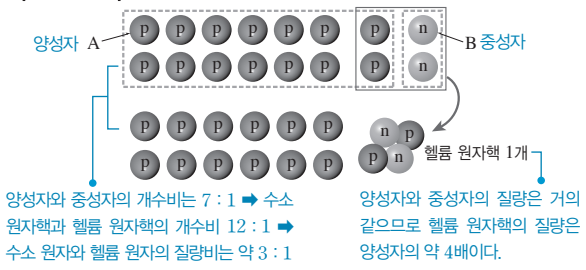 p p p p p p p n
양성자 A B 중성자
p p p p p p p n
p p p p p p n p
헬륨 원자핵 1개
p p p p p p p n
양성자와 중성자의 개수비는 7 : 1 ➡ 수소
원자핵과 헬륨 원자핵의 개수비 12 : 1 ➡
수소 원자와 헬륨 원자의 질량비는 약 3 : 1
양성자와 중성자의 질량은 거의
같으므로 헬륨 원자핵의 질량은
양성자의 약 4배이다.